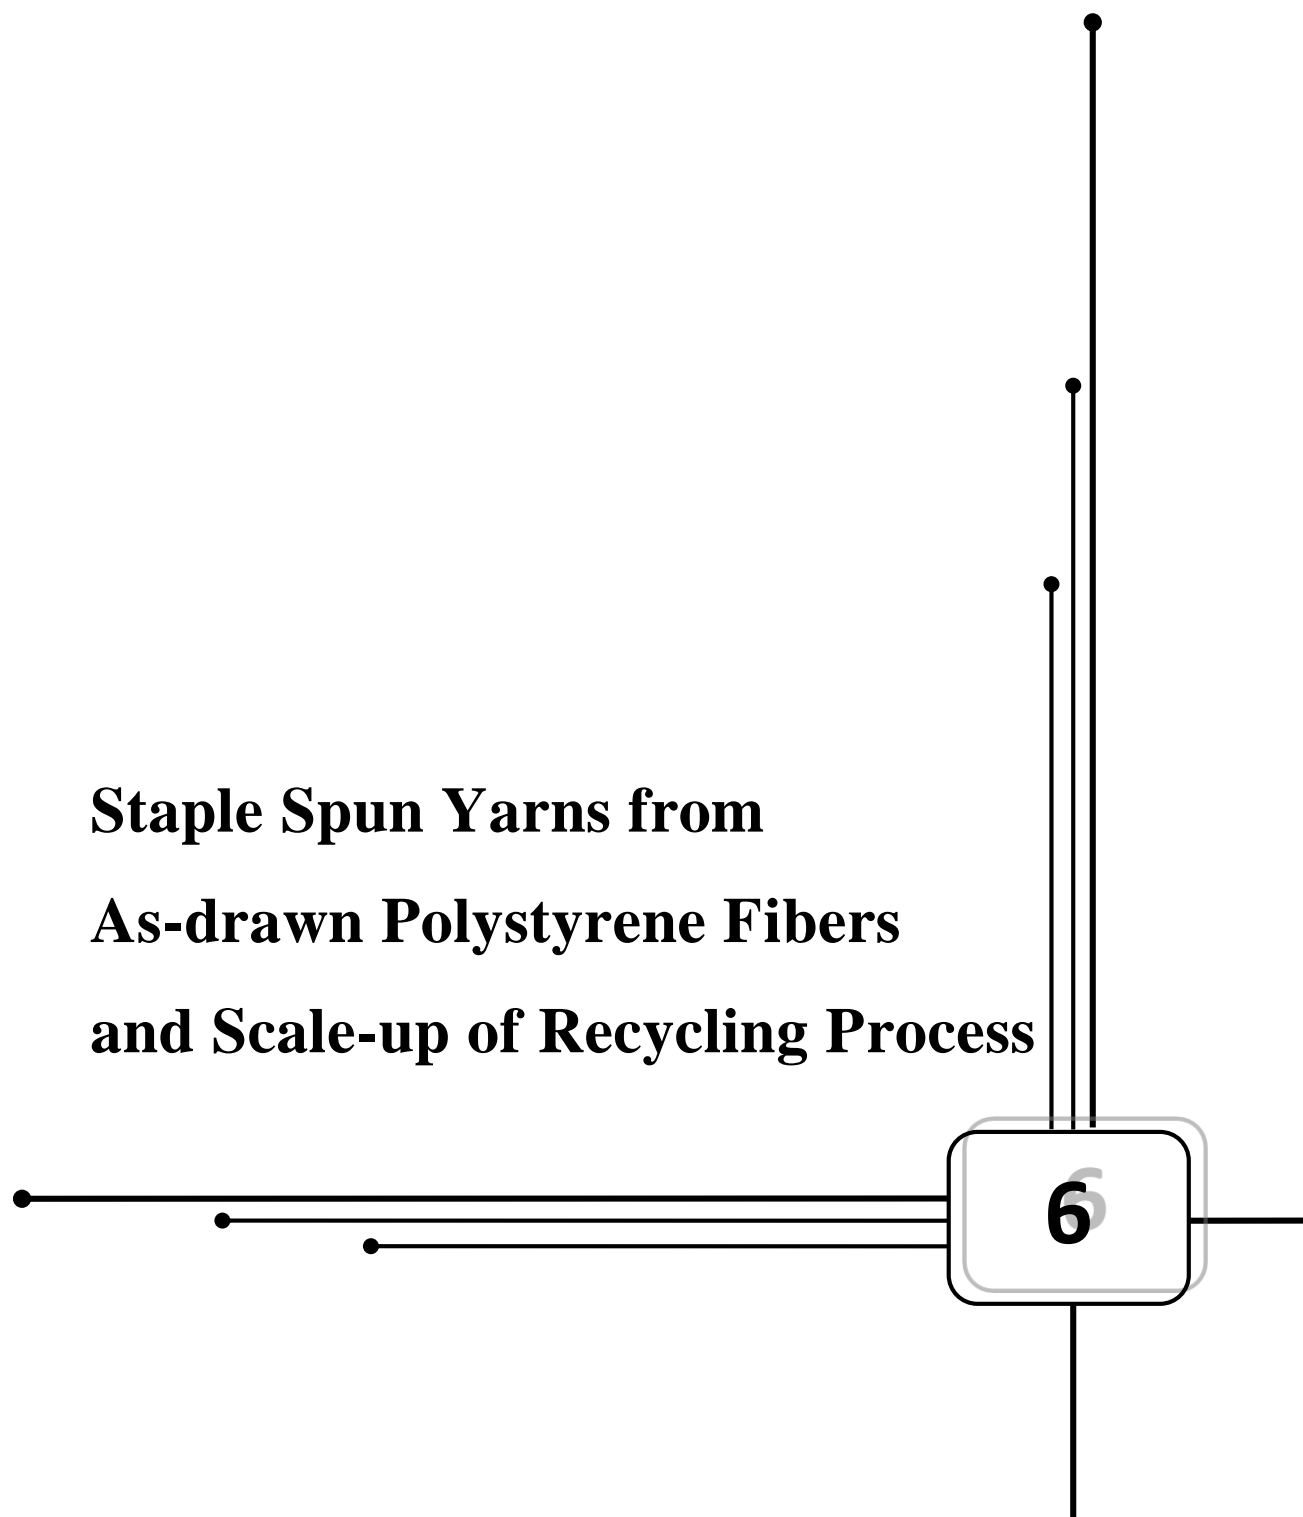 Staple Spun Yarns from
As-drawn Polystyrene Fibers
and Scale-up of Recycling Process
6